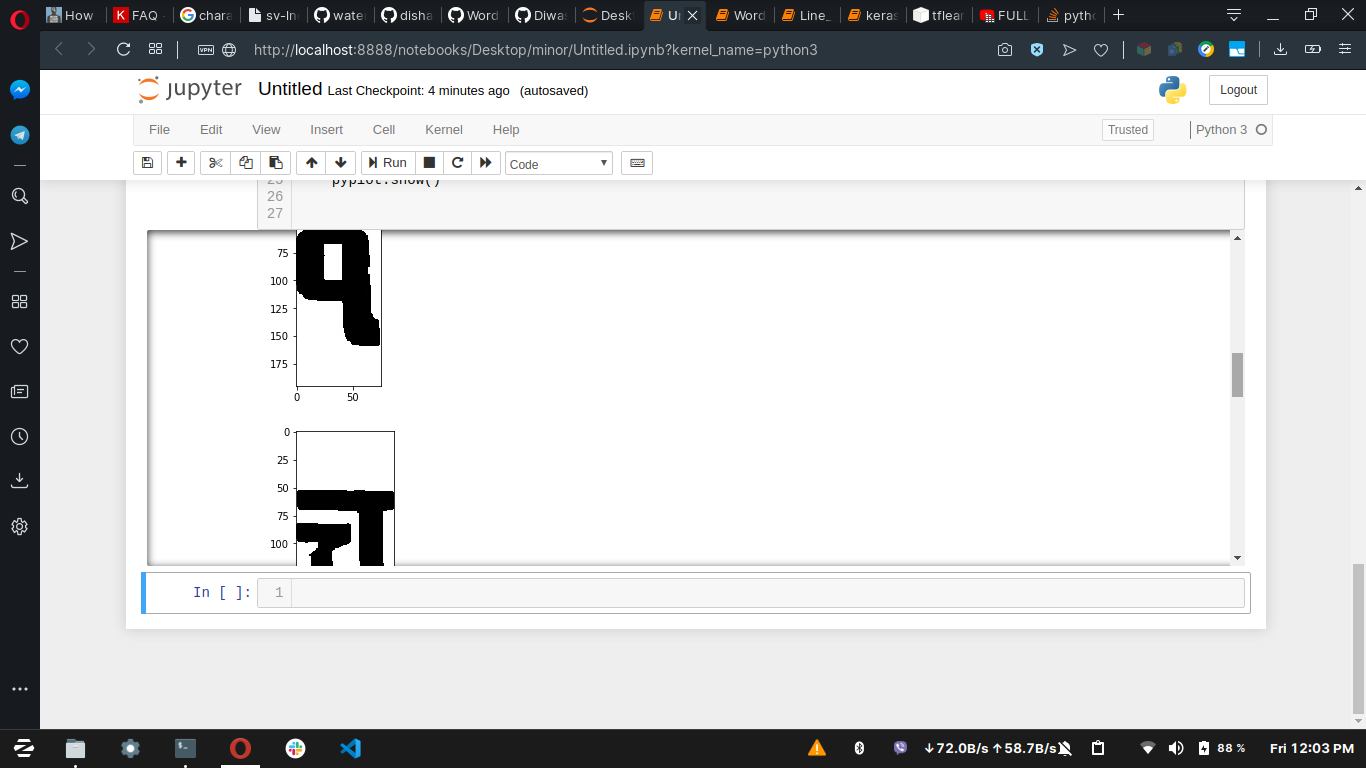 How
FAQ
chara
sv-In
wate
disha
Word
Diwa
Desk
U
Word
Line_
keras
tflear
FULL
pytho
VPN
http://localhost:8888/notebooks/Desktop/minor/Untitled.ipynb?kernel_name=python3
jupyter Untitled Last Checkpoint: 4 minutes ago (autosaved)
Logout
File Edit View Insert Cell Kernel Help
Trusted
Python 3
Run
Code
25 pyplot.show()
26
27
75
100
125
150
175
0 50
0
25
50
75
100
In [ ]: 1
72.0B/s 58.7B/s
88 %
Fri 12:03 PM